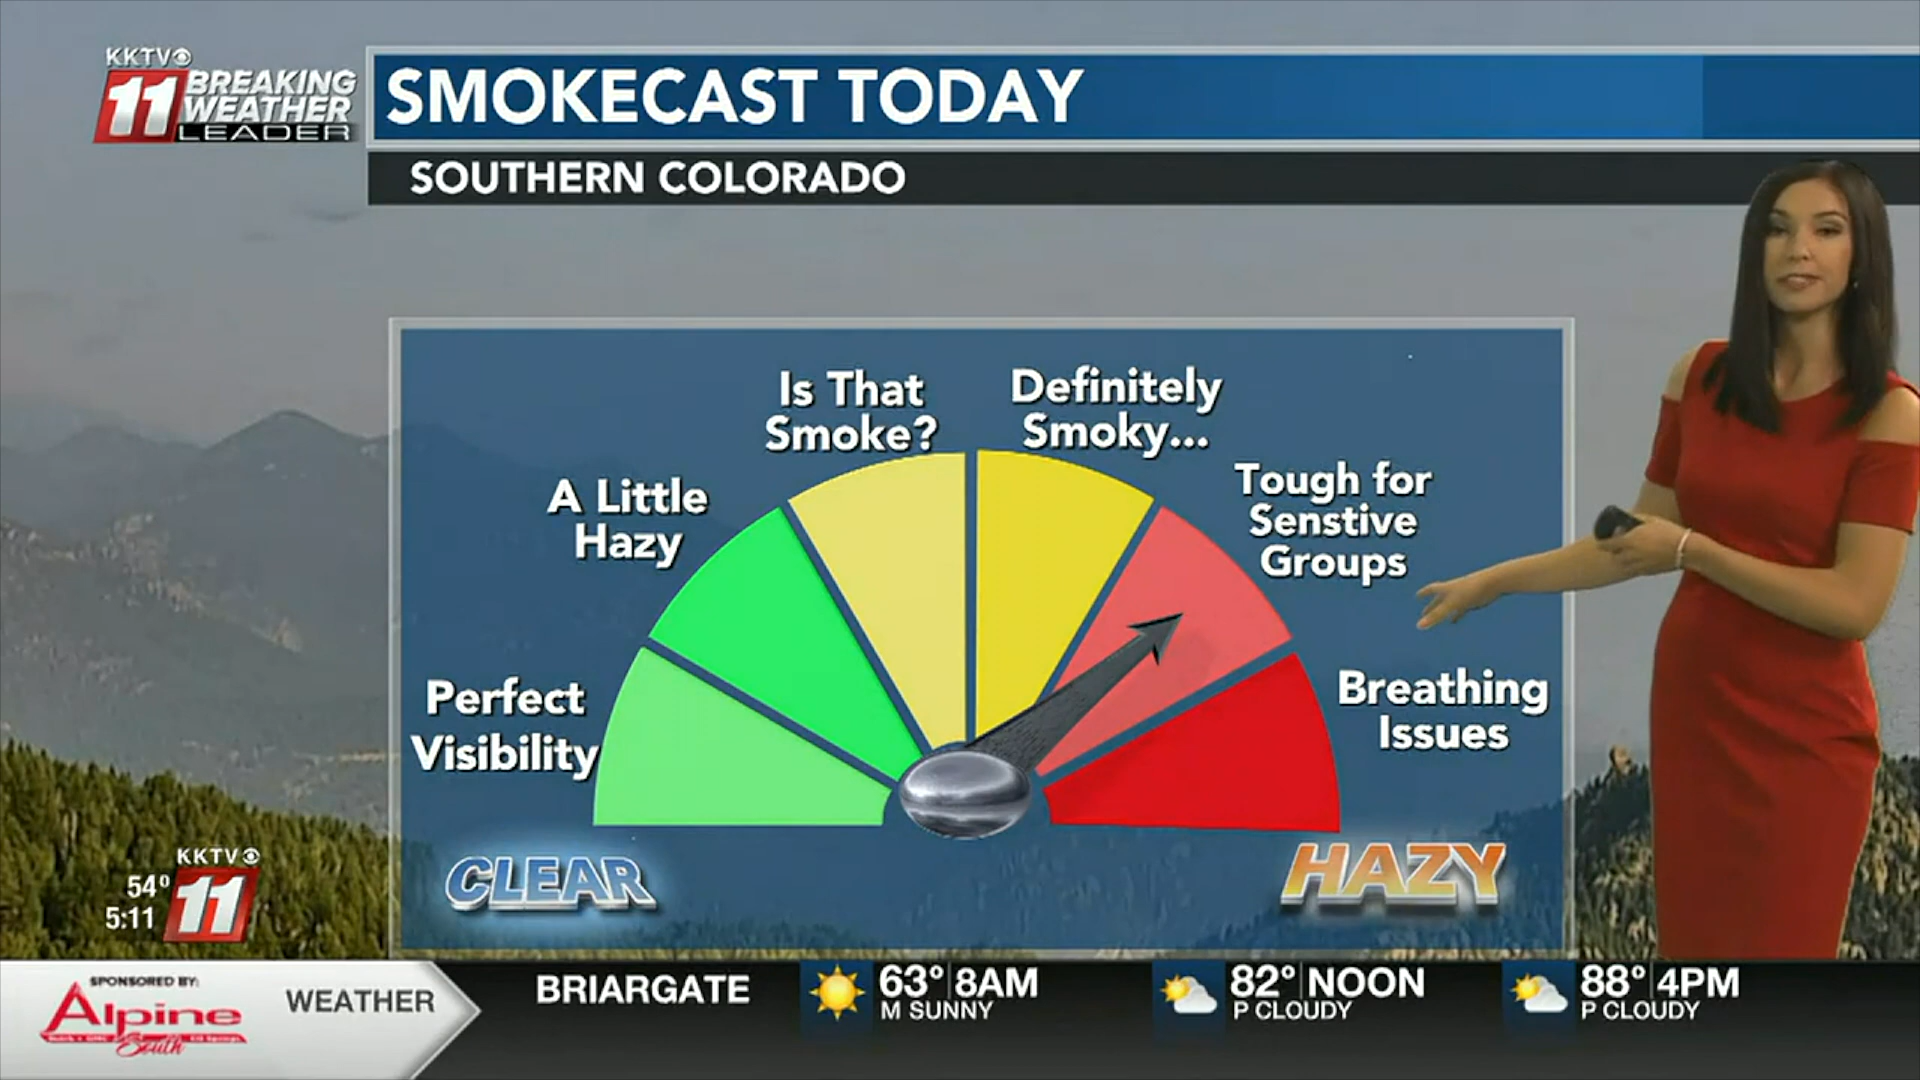 KKTV
11 BREAKING
WEATHER
LEADER
SMOKECAST TODAY
SOUTHERN COLORADO
Is That
Smoke?
Definitely
Smoky...
A Little
Hazy
Tough for
Senstive
Groups
Perfect
Visibility
Breathing
Issues
CLEAR
HAZY
KKTV
54°
5:11
11
SPONSORED BY:
Alpine
South
WEATHER
BRIARGATE
63° 8AM
M SUNNY
82° NOON
P CLOUDY
88° 4PM
P CLOUDY